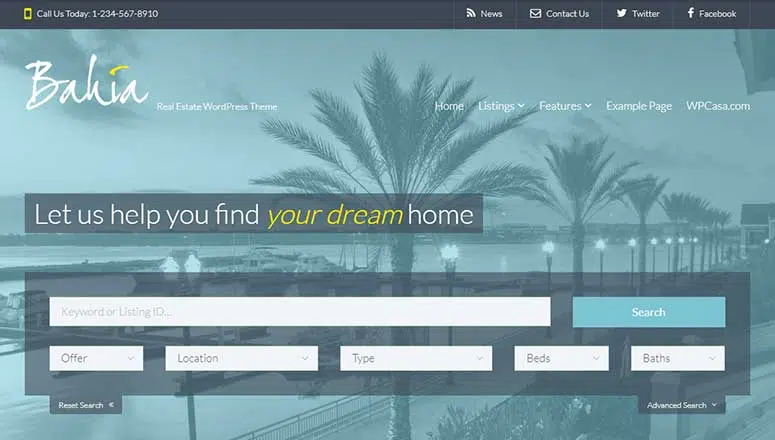 Call Us Today: 1-234-567-8910 News Contact Us Twitter Facebook
Bahía Real Estate WordPress Theme Home Listings Features Example Page WPCasa.com
Let us help you find your dream home
Keyword or Listing ID... Search
Offer Location Type Beds Baths
Reset Search « Advanced Search